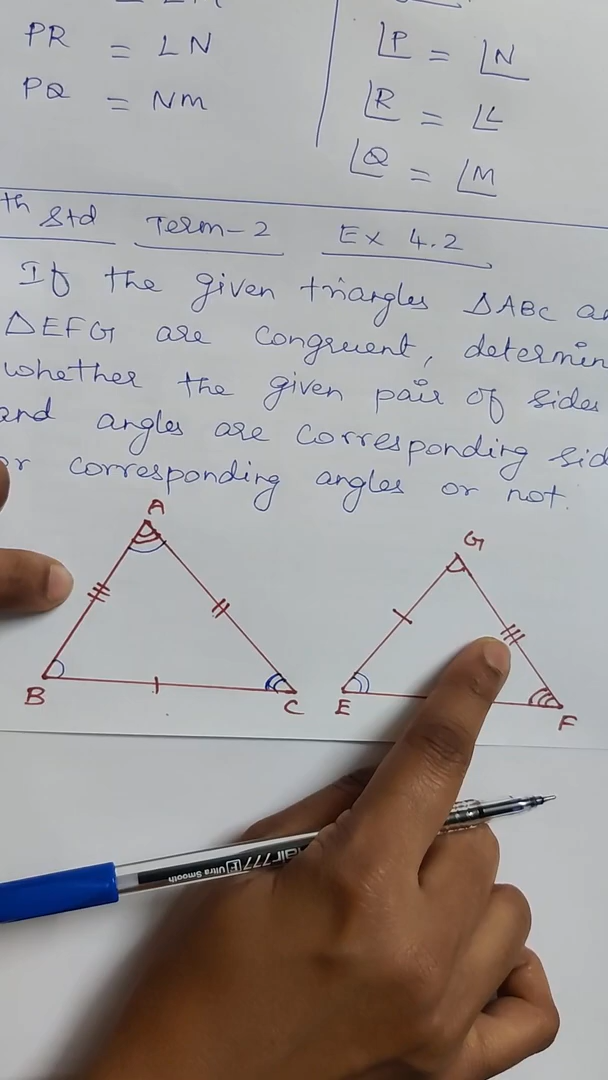 PR = LN
∠P = ∠N
PQ = NM
∠R = ∠L
∠Q = ∠M
th Std Term-2 Ex 4.2
If the given triangles ΔABC
ΔEFG are congruent, determin
whether the given pair of sides
and angles are corresponding sid
or corresponding angles or not.
A
G
B
C
E
F
777 F Ultra Smooth